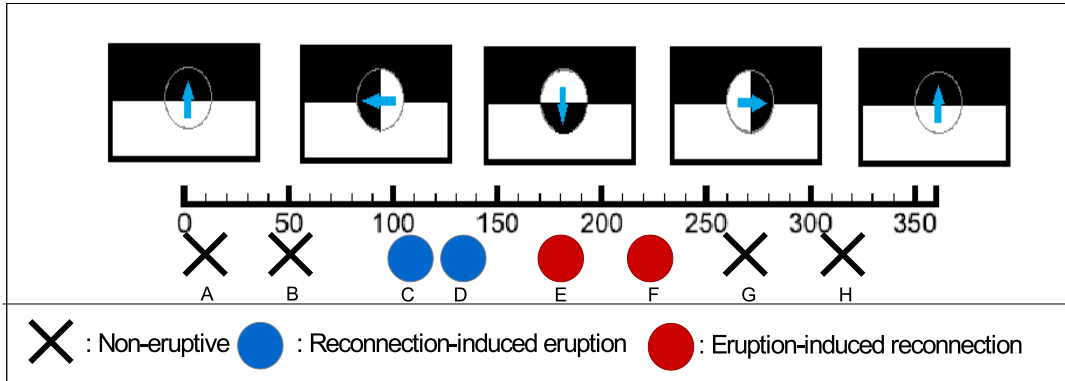 0 50 100 150 200 250 300 350
A B C D E F G H
: Non-eruptive : Reconnection-induced eruption : Eruption-induced reconnection